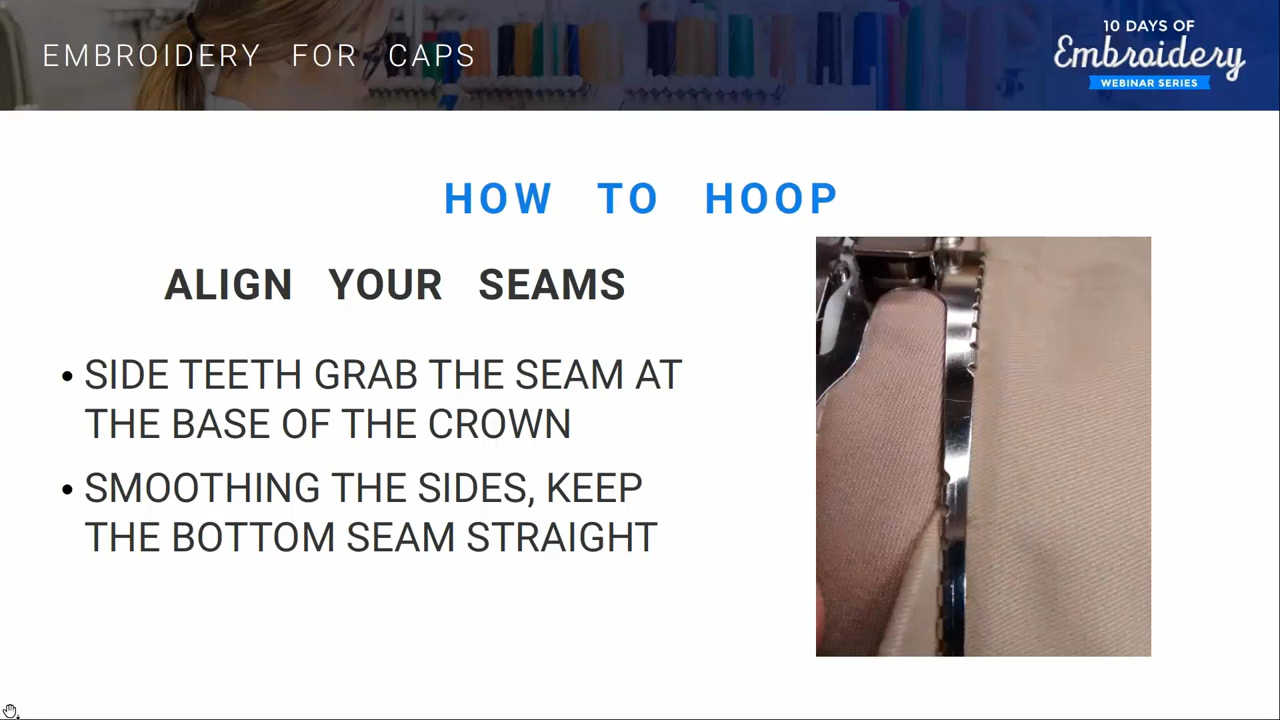 EMBROIDERY FOR CAPS
10 DAYS OF
Embroidery
WEBINAR SERIES
HOW TO HOOP
ALIGN YOUR SEAMS
• SIDE TEETH GRAB THE SEAM AT
THE BASE OF THE CROWN
• SMOOTHING THE SIDES, KEEP
THE BOTTOM SEAM STRAIGHT